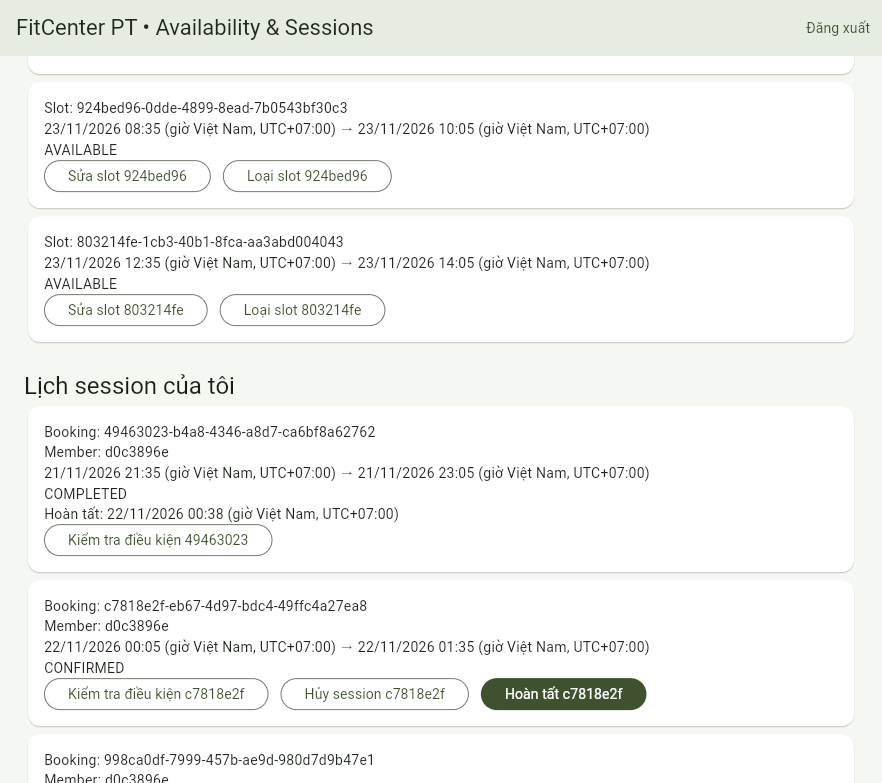 FitCenter PT • Availability & Sessions
Đăng xuất
Slot: 924bed96-0dde-4899-8ead-7b0543bf30c3
23/11/2026 08:35 (giờ Việt Nam, UTC+07:00) → 23/11/2026 10:05 (giờ Việt Nam, UTC+07:00)
AVAILABLE
Sửa slot 924bed96
Loại slot 924bed96
Slot: 803214fe-1cb3-40b1-8fca-aa3abd004043
23/11/2026 12:35 (giờ Việt Nam, UTC+07:00) → 23/11/2026 14:05 (giờ Việt Nam, UTC+07:00)
AVAILABLE
Sửa slot 803214fe
Loại slot 803214fe
Lịch session của tôi
Booking: 49463023-b4a8-4346-a8d7-ca6bf8a62762
Member: d0c3896e
21/11/2026 21:35 (giờ Việt Nam, UTC+07:00) → 21/11/2026 23:05 (giờ Việt Nam, UTC+07:00)
COMPLETED
Hoàn tất: 22/11/2026 00:38 (giờ Việt Nam, UTC+07:00)
Kiểm tra điều kiện 49463023
Booking: c7818e2f-eb67-4d97-bdc4-49ffc4a27ea8
Member: d0c3896e
22/11/2026 00:05 (giờ Việt Nam, UTC+07:00) → 22/11/2026 01:35 (giờ Việt Nam, UTC+07:00)
CONFIRMED
Kiểm tra điều kiện c7818e2f
Hủy session c7818e2f
Hoàn tất c7818e2f
Booking: 998ca0df-7999-457b-ae9d-980d7d9b47e1
Member: d0c3896e